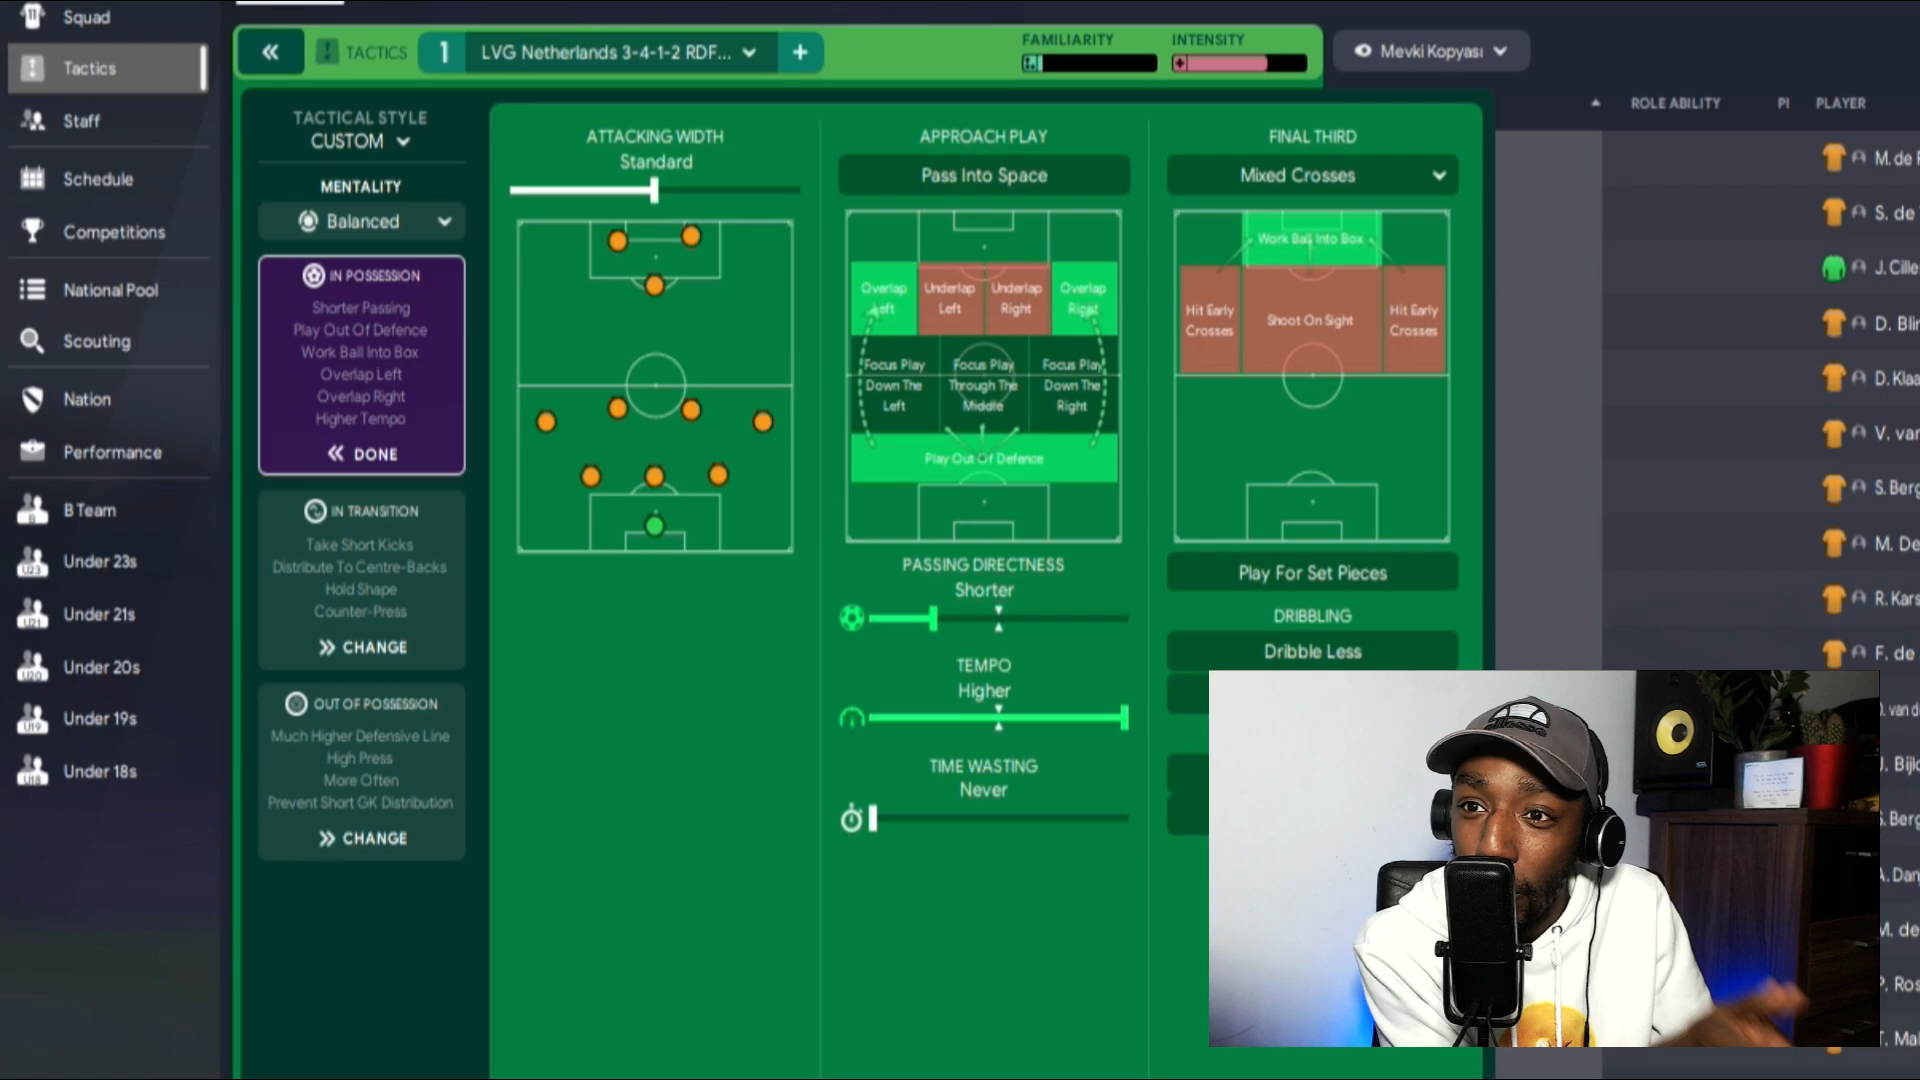 Squad
Tactics
Staff
Schedule
Competitions
National Pool
Scouting
Nation
Performance
B Team
Under 23s
Under 21s
Under 20s
Under 19s
Under 18s
TACTICS
1
LVG Netherlands 3-4-1-2 RDF...
+
FAMILIARITY
INTENSITY
Mevki Kopyası
ROLE ABILITY
PI
PLAYER
TACTICAL STYLE
CUSTOM
MENTALITY
Balanced
IN POSSESSION
Shorter Passing
Play Out Of Defence
Work Ball Into Box
Overlap Left
Overlap Right
Higher Tempo
DONE
IN TRANSITION
Take Short Kicks
Distribute To Centre-Backs
Hold Shape
Counter-Press
CHANGE
OUT OF POSSESSION
Much Higher Defensive Line
High Press
More Often
Prevent Short GK Distribution
CHANGE
ATTACKING WIDTH
Standard
APPROACH PLAY
Pass Into Space
Overlap Left
Underlap Left
Underlap Right
Overlap Right
Focus Play Down The Left
Focus Play Through The Middle
Focus Play Down The Right
Play Out Of Defence
PASSING DIRECTNESS
Shorter
TEMPO
Higher
TIME WASTING
Never
FINAL THIRD
Mixed Crosses
Work Ball Into Box
Hit Early Crosses
Shoot On Sight
Hit Early Crosses
Play For Set Pieces
DRIBBLING
Dribble Less
M. de
S. de
J. Cille
D. Blin
D. Klaa
V. van
S. Berg
M. De
R. Kars
F. de
van d
J. Bijlo
S. Berg
A. Dan
M. de
P. Ros
T. Mal